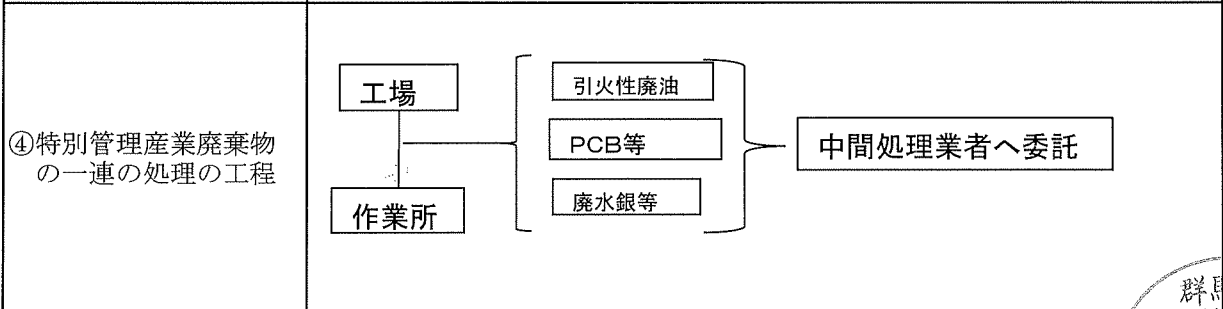 ④特別管理産業廃棄物
の一連の処理の工程
工場
作業所
引火性廃油
PCB等
廃水銀等
中間処理業者へ委託
群馬